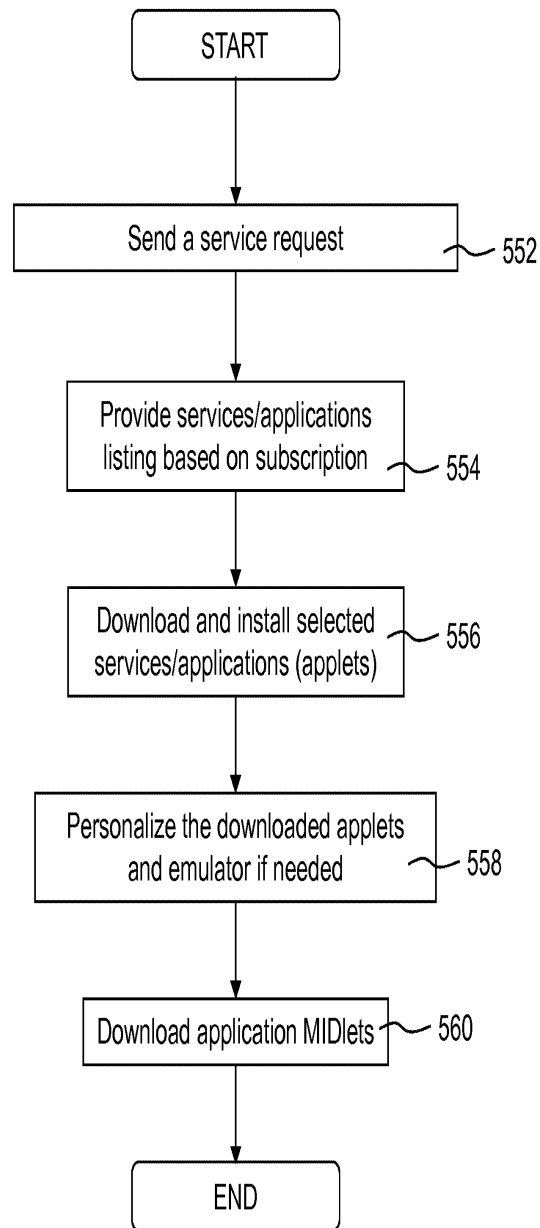 START
Send a service request
552
Provide services/applications
listing based on subscription
554
Download and install selected
services/applications (applets)
556
Personalize the downloaded applets
and emulator if needed
558
Download application MIDlets
560
END